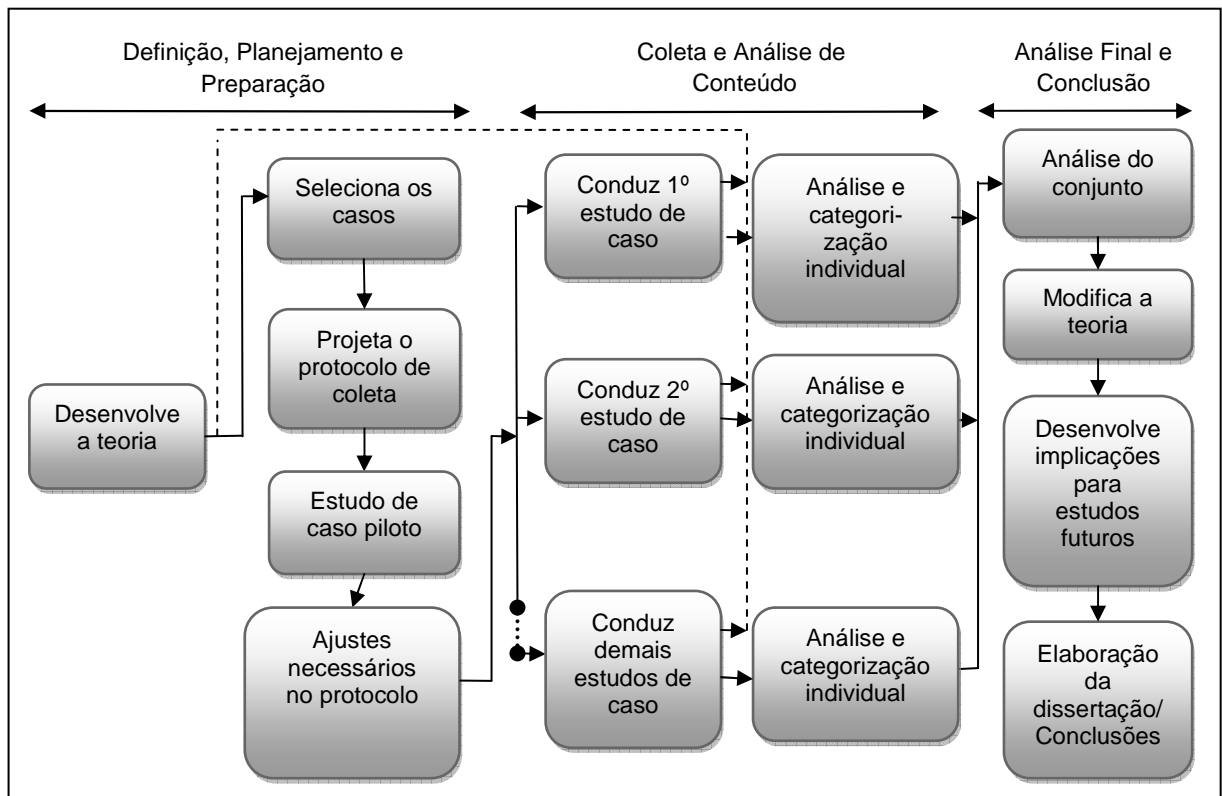 Definição, Planejamento e
Preparação
Coleta e Análise de
Conteúdo
Análise Final e
Conclusão
Desenvolve
a teoria
Seleciona os
casos
Projeta o
protocolo de
coleta
Estudo de
caso piloto
Ajustes
necessários
no protocolo
Conduz 1º
estudo de
caso
Análise e
categori-
zação
individual
Conduz 2º
estudo de
caso
Análise e
categorização
individual
Conduz
demais
estudos de
caso
Análise e
categorização
individual
Análise do
conjunto
Modifica a
teoria
Desenvolve
implicações
para
estudos
futuros
Elaboração
da
dissertação/
Conclusões